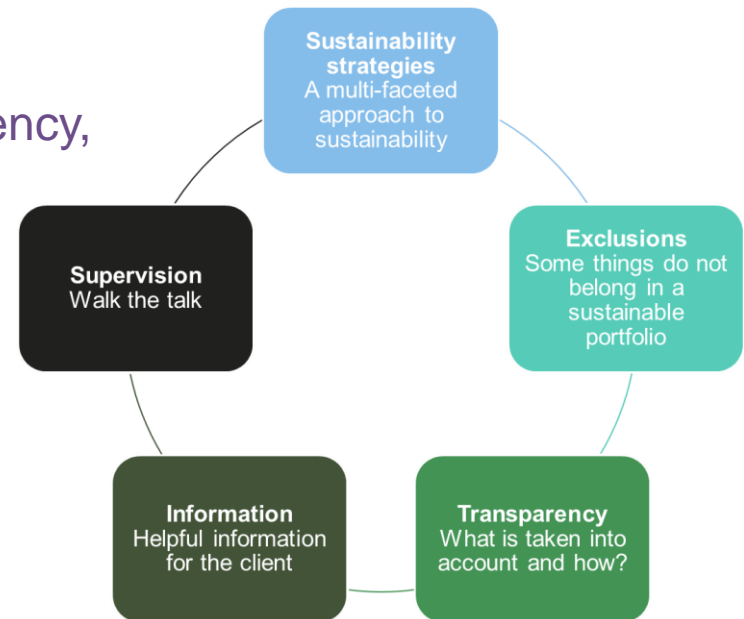 ency,
Sustainability
strategies
A multi-faceted
approach to
sustainability
Exclusions
Some things do not
belong in a
sustainable
portfolio
Transparency
What is taken into
account and how?
Information
Helpful information
for the client
Supervision
Walk the talk